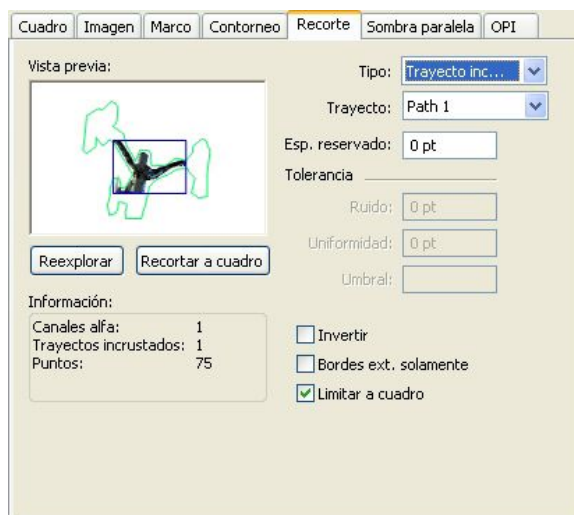 Cuadro Imagen Marco Contorneo Recorte Sombra paralela OPI
Vista previa:
Tipo: Trayecto inc...
Trayecto: Path 1
Esp. reservado: 0 pt
Tolerancia
Ruido: 0 pt
Uniformidad: 0 pt
Umbral:
Reexplorar Recortar a cuadro
Información:
Canales alfa: 1
Trayectos incrustados: 1
Puntos: 75
Invertir
Bordes ext. solamente
Limitar a cuadro